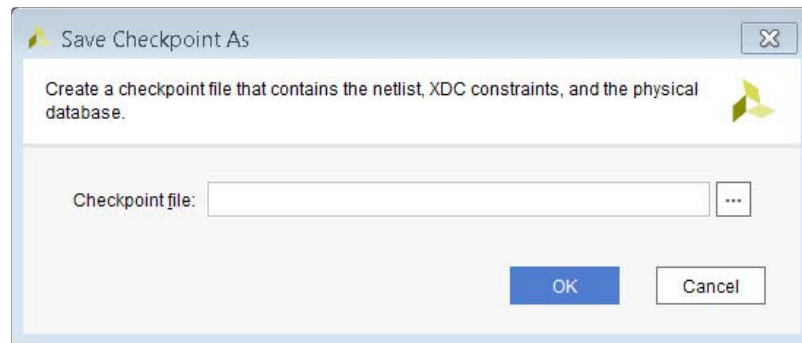 Save Checkpoint As
Create a checkpoint file that contains the netlist, XDC constraints, and the physical
database.
Checkpoint file:
...
OK
Cancel